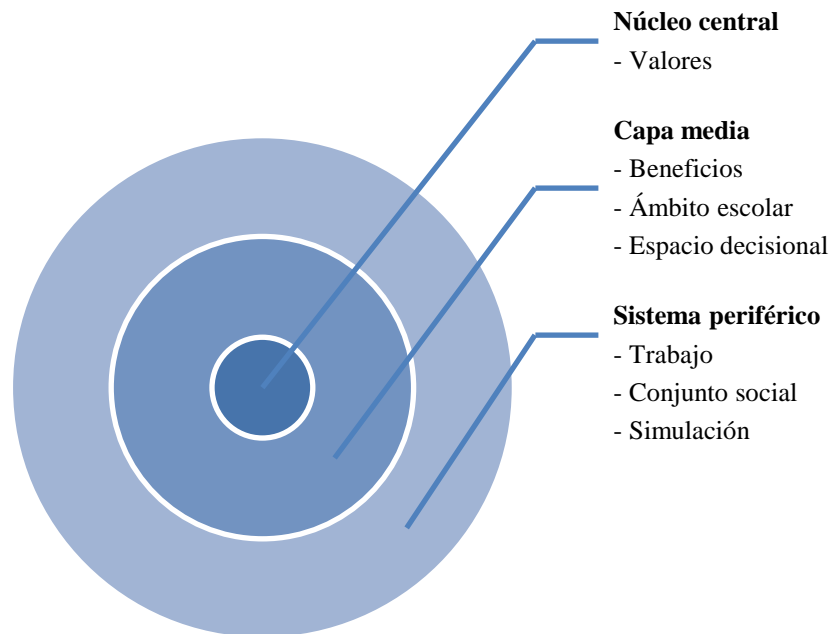 Núcleo central
- Valores
Capa media
- Beneficios
- Ámbito escolar
- Espacio decisional
Sistema periférico
- Trabajo
- Conjunto social
- Simulación